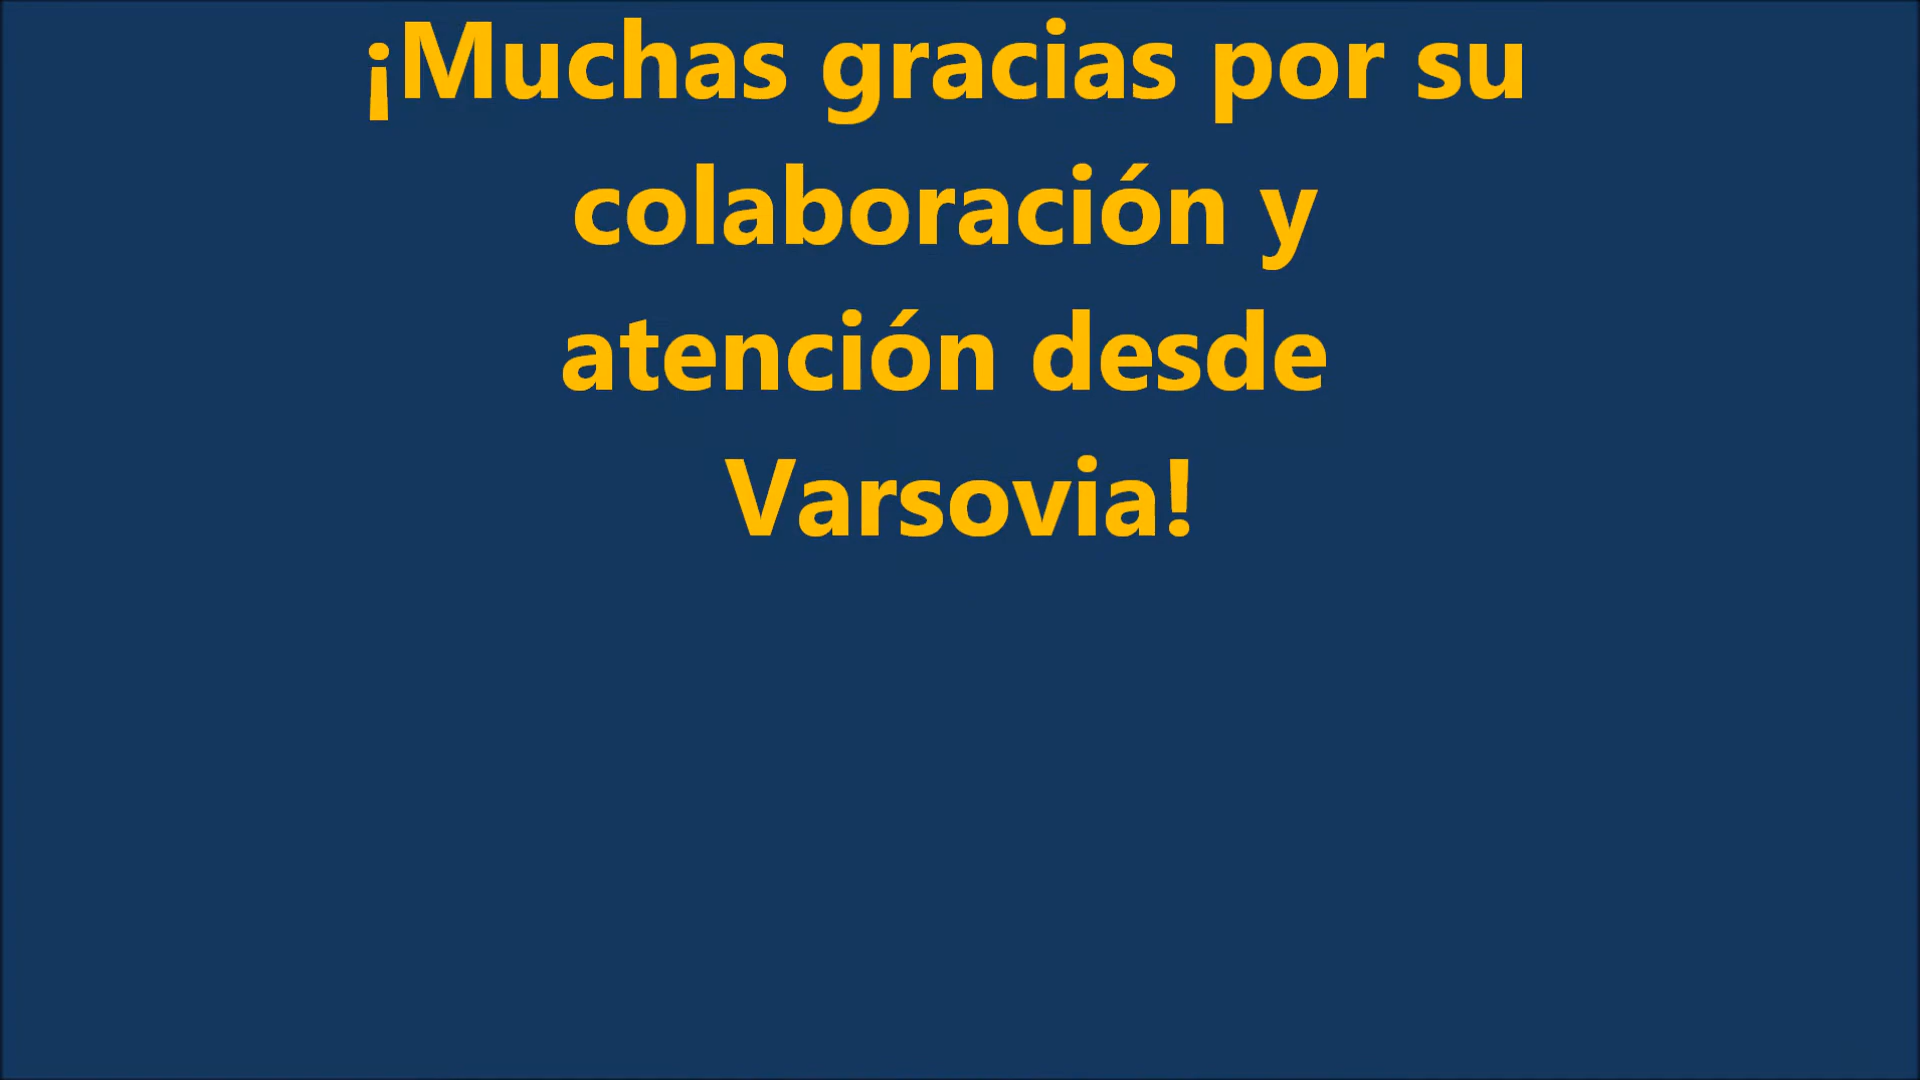 ¡Muchas gracias por su
colaboración y
atención desde
Varsovia!